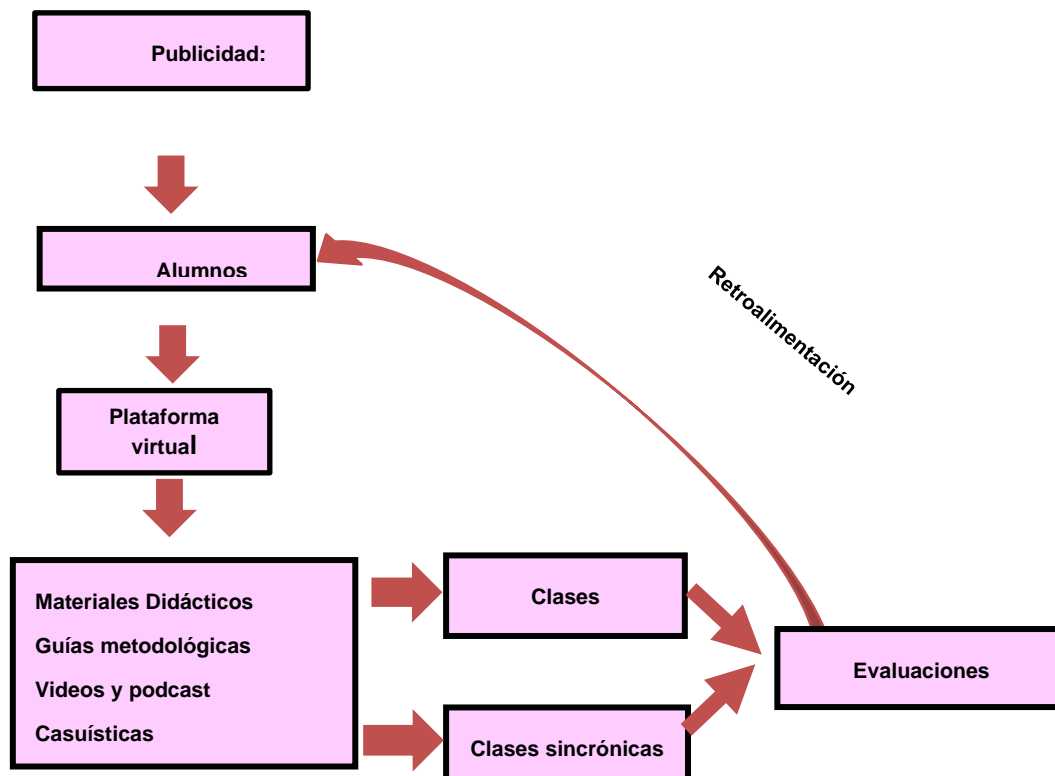 Publicidad:
Alumnos
Retroalimentación
Plataforma
virtual
Materiales Didácticos
Guías metodológicas
Videos y podcast
Casuísticas
Clases
Clases sincrónicas
Evaluaciones